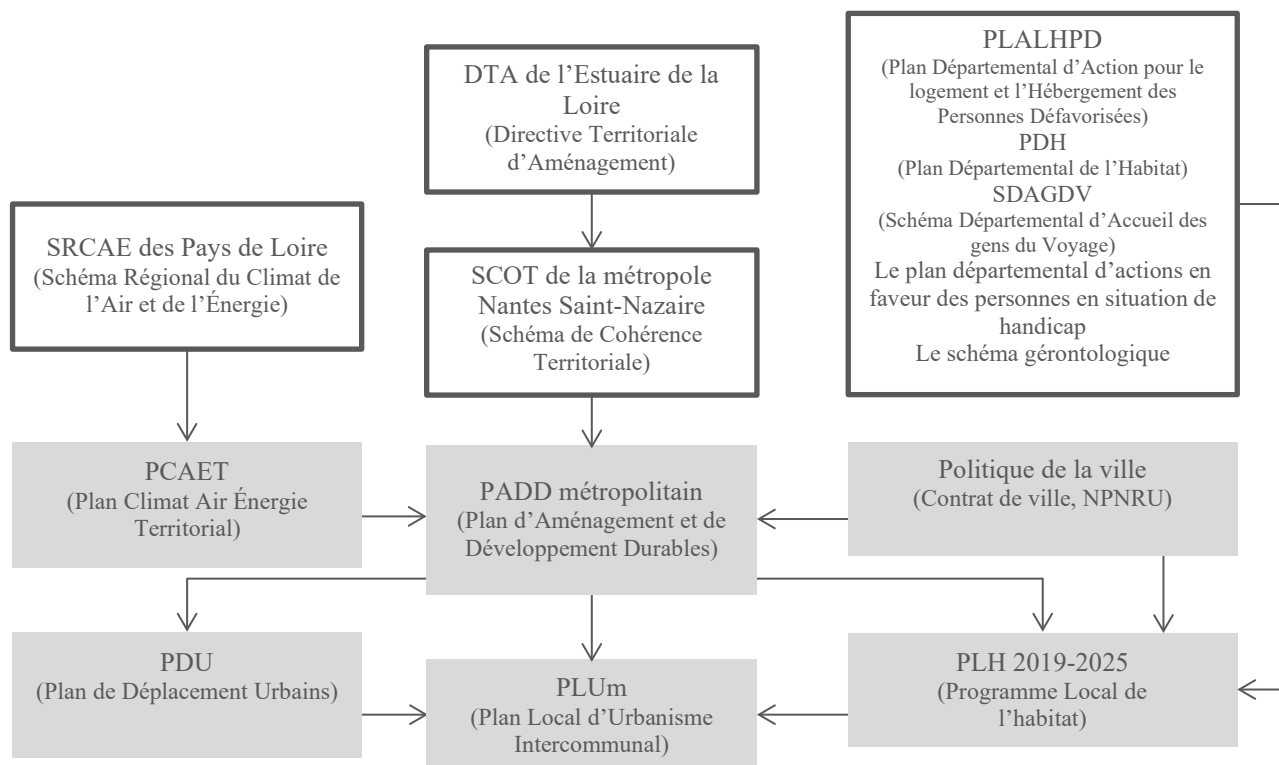 DTA de l’Estuaire de la
Loire
(Directive Territoriale
d’Aménagement)
PLALHPD
(Plan Départemental d’Action pour le
logement et l’Hébergement des
Personnes Défavorisées)
PDH
(Plan Départemental de l’Habitat)
SDAGDV
(Schéma Départemental d’Accueil des
gens du Voyage)
Le plan départemental d’actions en
faveur des personnes en situation de
handicap
Le schéma gérontologique
SRCAE des Pays de Loire
(Schéma Régional du Climat de
l’Air et de l’Énergie)
SCOT de la métropole
Nantes Saint-Nazaire
(Schéma de Cohérence
Territoriale)
PCAET
(Plan Climat Air Énergie
Territorial)
PADD métropolitain
(Plan d’Aménagement et de
Développement Durables)
Politique de la ville
(Contrat de ville, NPNRU)
PDU
(Plan de Déplacement Urbains)
PLUm
(Plan Local d’Urbanisme
Intercommunal)
PLH 2019-2025
(Programme Local de
l’habitat)